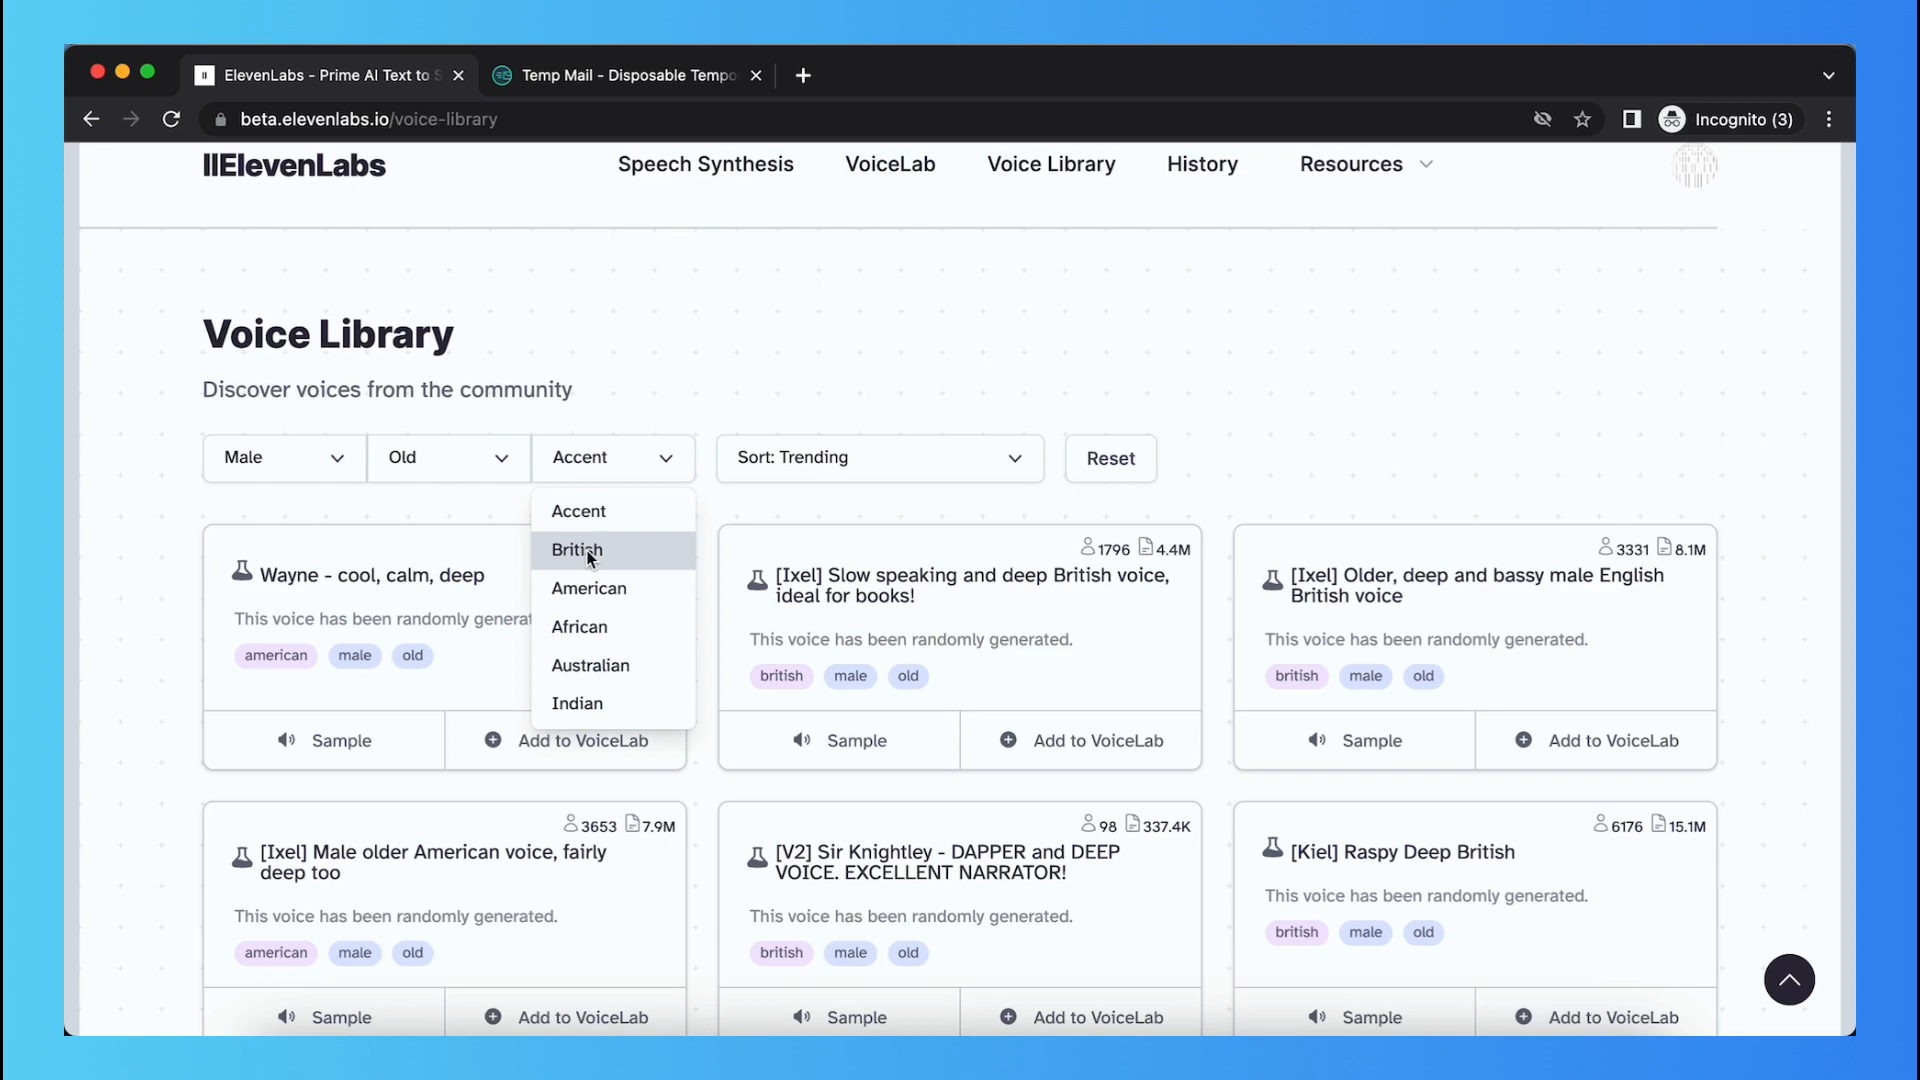 ElevenLabs - Prime AI Text to S
Temp Mail - Disposable Tempo
beta.elevenlabs.io/voice-library
Incognito (3)
IIElevenLabs
Speech Synthesis
VoiceLab
Voice Library
History
Resources
Voice Library
Discover voices from the community
Male
Old
Accent
Sort: Trending
Reset
Accent
British
American
African
Australian
Indian
Wayne - cool, calm, deep
This voice has been randomly genera
american
male
old
Sample
Add to VoiceLab
1796
4.4M
[Ixel] Slow speaking and deep British voice,
ideal for books!
This voice has been randomly generated.
british
male
old
Sample
Add to VoiceLab
3331
8.1M
[Ixel] Older, deep and bassy male English
British voice
This voice has been randomly generated.
british
male
old
Sample
Add to VoiceLab
3653
7.9M
[Ixel] Male older American voice, fairly
deep too
This voice has been randomly generated.
american
male
old
Sample
Add to VoiceLab
98
337.4K
[V2] Sir Knightley - DAPPER and DEEP
VOICE. EXCELLENT NARRATOR!
This voice has been randomly generated.
british
male
old
Sample
Add to VoiceLab
6176
15.1M
[Kiel] Raspy Deep British
This voice has been randomly generated.
british
male
old
Sample
Add to VoiceLab